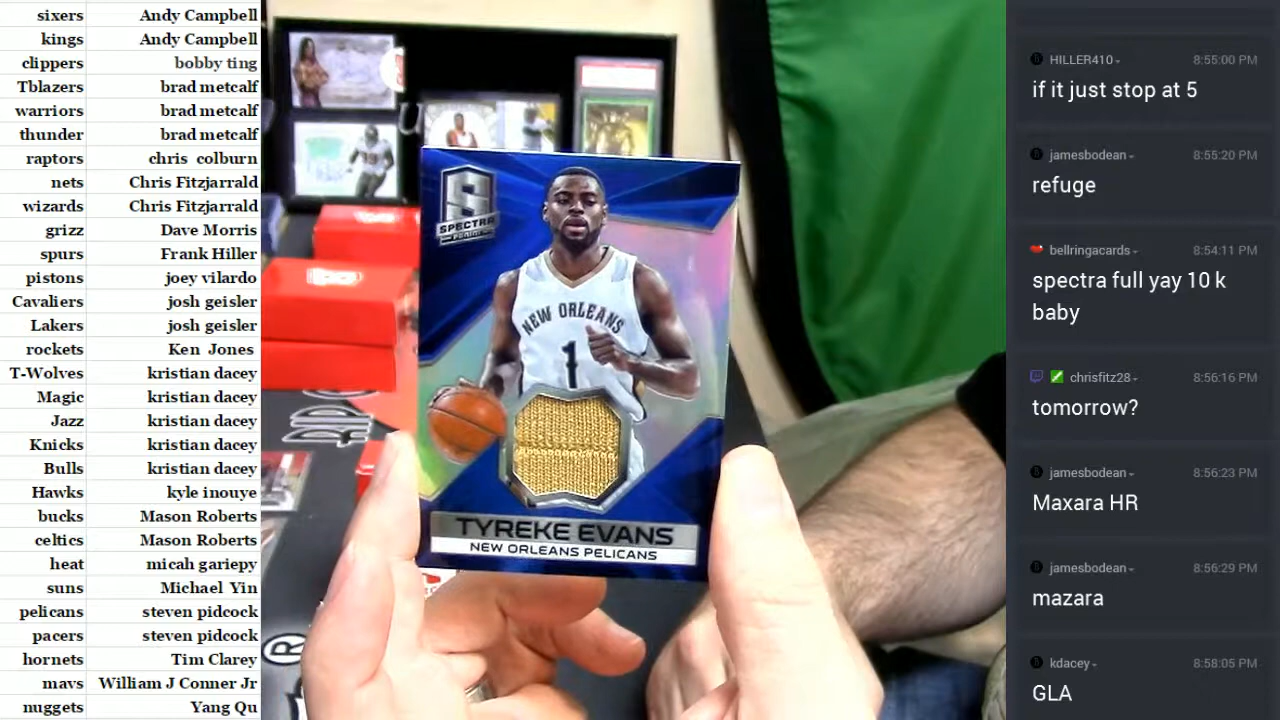 sixers Andy Campbell
kings Andy Campbell
clippers bobby ting
Tblazers brad metcalf
warriors brad metcalf
thunder brad metcalf
raptors chris colburn
nets Chris Fitzjarrald
wizards Chris Fitzjarrald
grizz Dave Morris
spurs Frank Hiller
pistons joey vilardo
Cavaliers josh geisler
Lakers josh geisler
rockets Ken Jones
T-Wolves kristian dacey
Magic kristian dacey
Jazz kristian dacey
Knicks kristian dacey
Bulls kristian dacey
Hawks kyle inouye
bucks Mason Roberts
celtics Mason Roberts
heat micah gariepy
suns Michael Yin
pelicans steven pidcock
pacers steven pidcock
hornets Tim Clarey
mavs William J Conner Jr
nuggets Yang Qu
S
SPECTRA
PANINI
NEW ORLEANS
1
TYREKE EVANS
NEW ORLEANS PELICANS
HILLER410 8:55:00 PM
if it just stop at 5
jamesbodean 8:55:20 PM
refuge
bellringacards 8:54:11 PM
spectra full yay 10 k
baby
chrisfitz28 8:56:16 PM
tomorrow?
jamesbodean 8:56:23 PM
Maxara HR
jamesbodean 8:56:29 PM
mazara
kdacey 8:58:05 PM
GLA